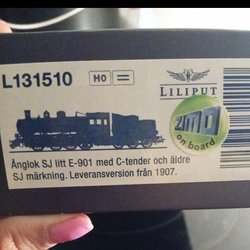 L131510
H0
LILIPUT
ZIMO
on board
Ånglok SJ litt E-901 med C-tender och äldre
SJ märkning. Leveransversion från 1907.